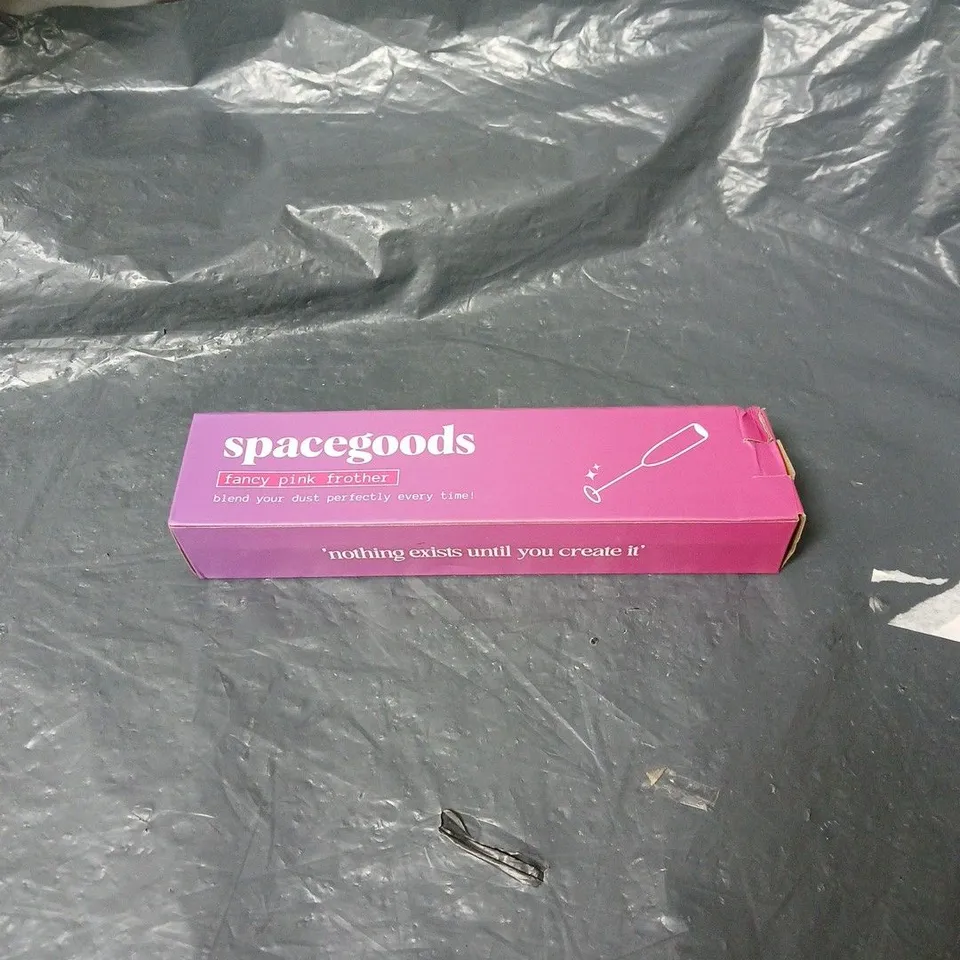 spacegoods
fancy pink frother
blend your dust perfectly every time!
'nothing exists until you create it'